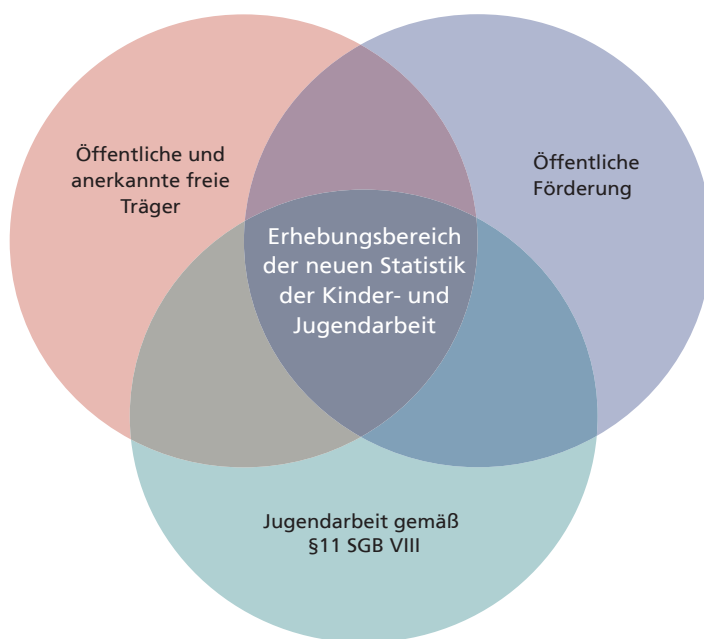 Öffentliche und
anerkannte freie
Träger
Öffentliche
Förderung
Erhebungsbereich
der neuen Statistik
der Kinder- und
Jugendarbeit
Jugendarbeit gemäß
§11 SGB VIII